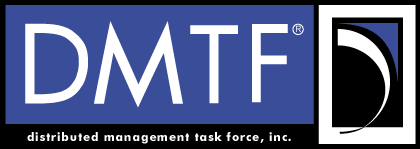 DMTF®
distributed management task force, inc.